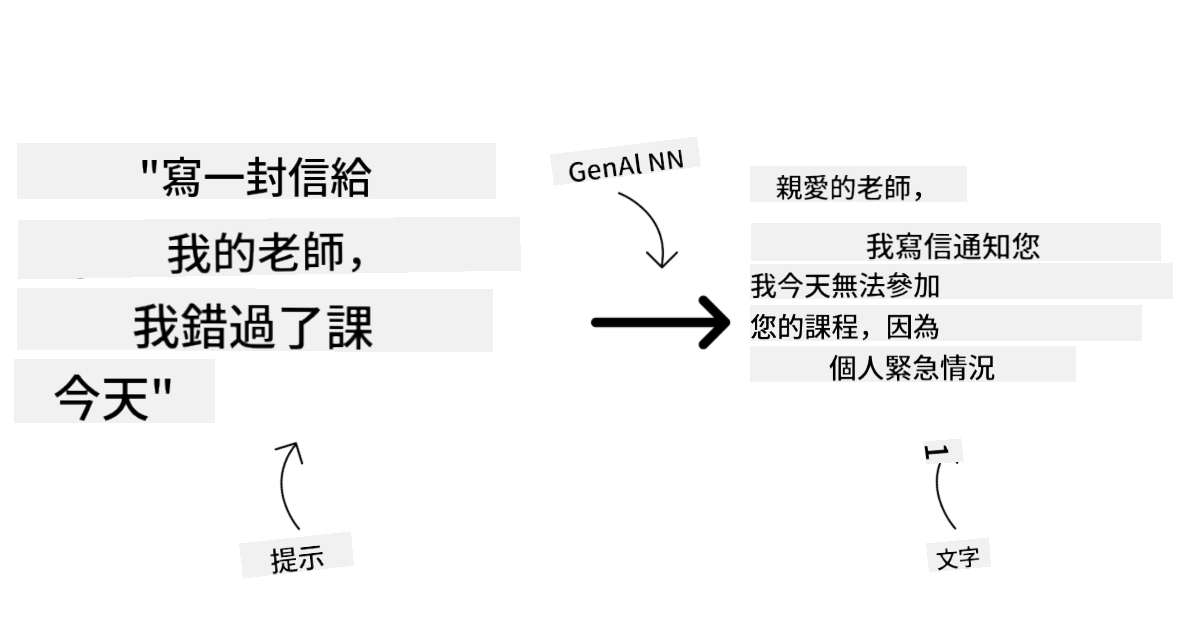 "寫一封信給
我的老師，
我錯過了課
今天"
提示
GenAl NN
親愛的老師，
我寫信通知您
我今天無法參加
您的課程，因為
個人緊急情況
1
文字